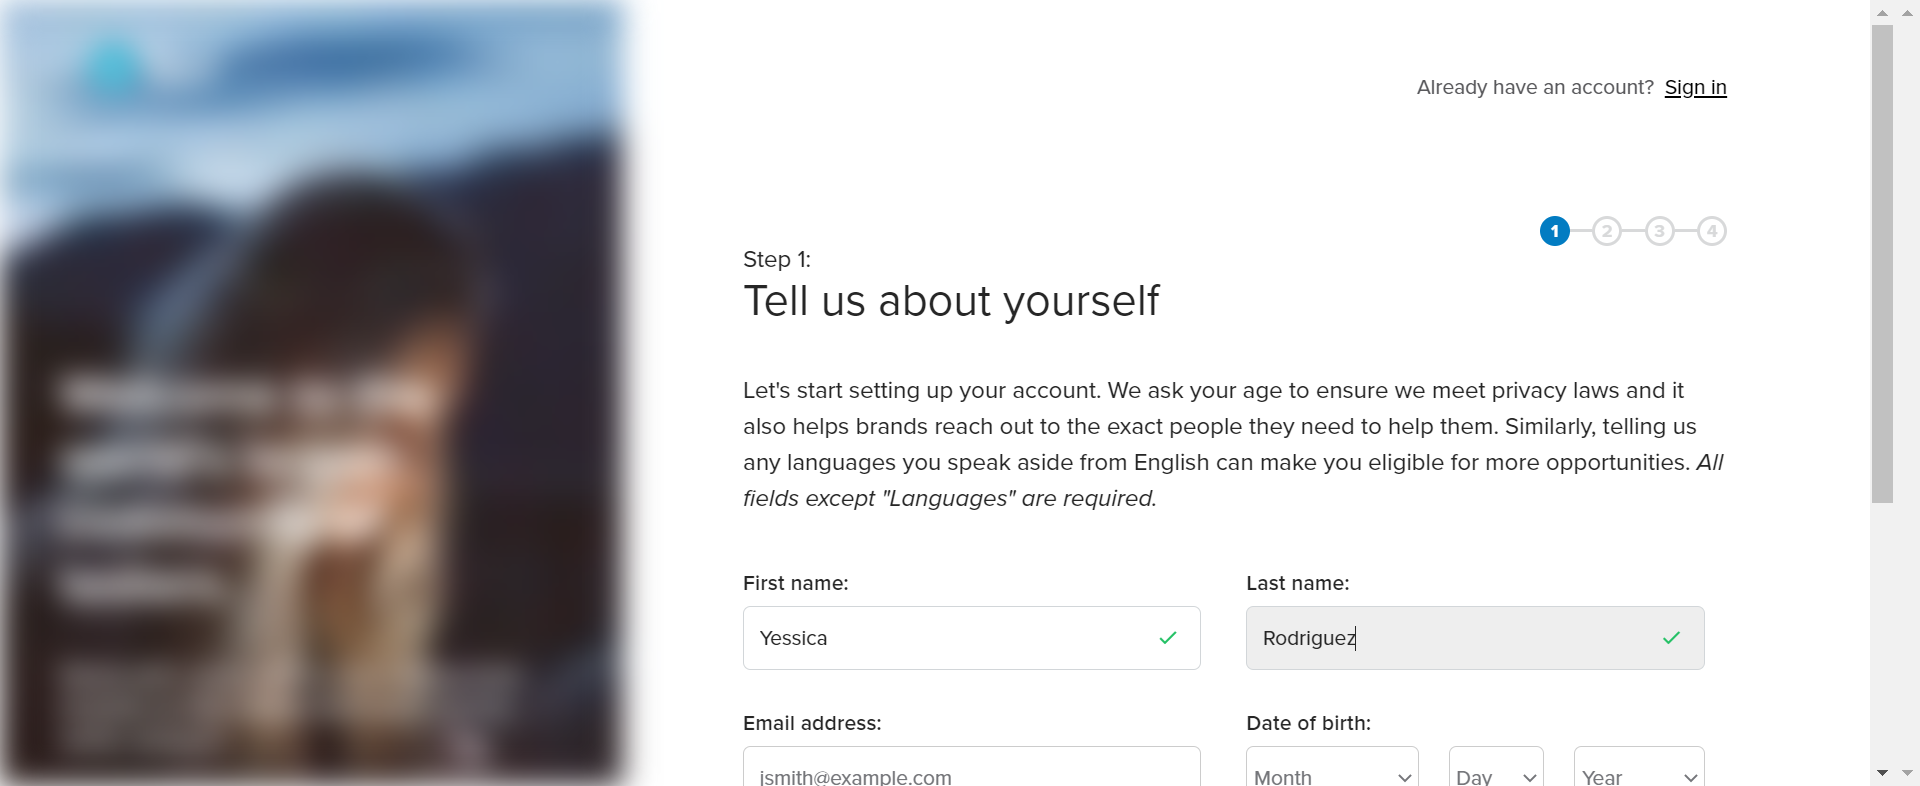 Already have an account? Sign in
1 2 3 4
Step 1:
Tell us about yourself
Let's start setting up your account. We ask your age to ensure we meet privacy laws and it
also helps brands reach out to the exact people they need to help them. Similarly, telling us
any languages you speak aside from English can make you eligible for more opportunities. All
fields except "Languages" are required.
First name: Last name:
Yessica Rodriguez
Email address: Date of birth:
jsmith@example.com Month Day Year